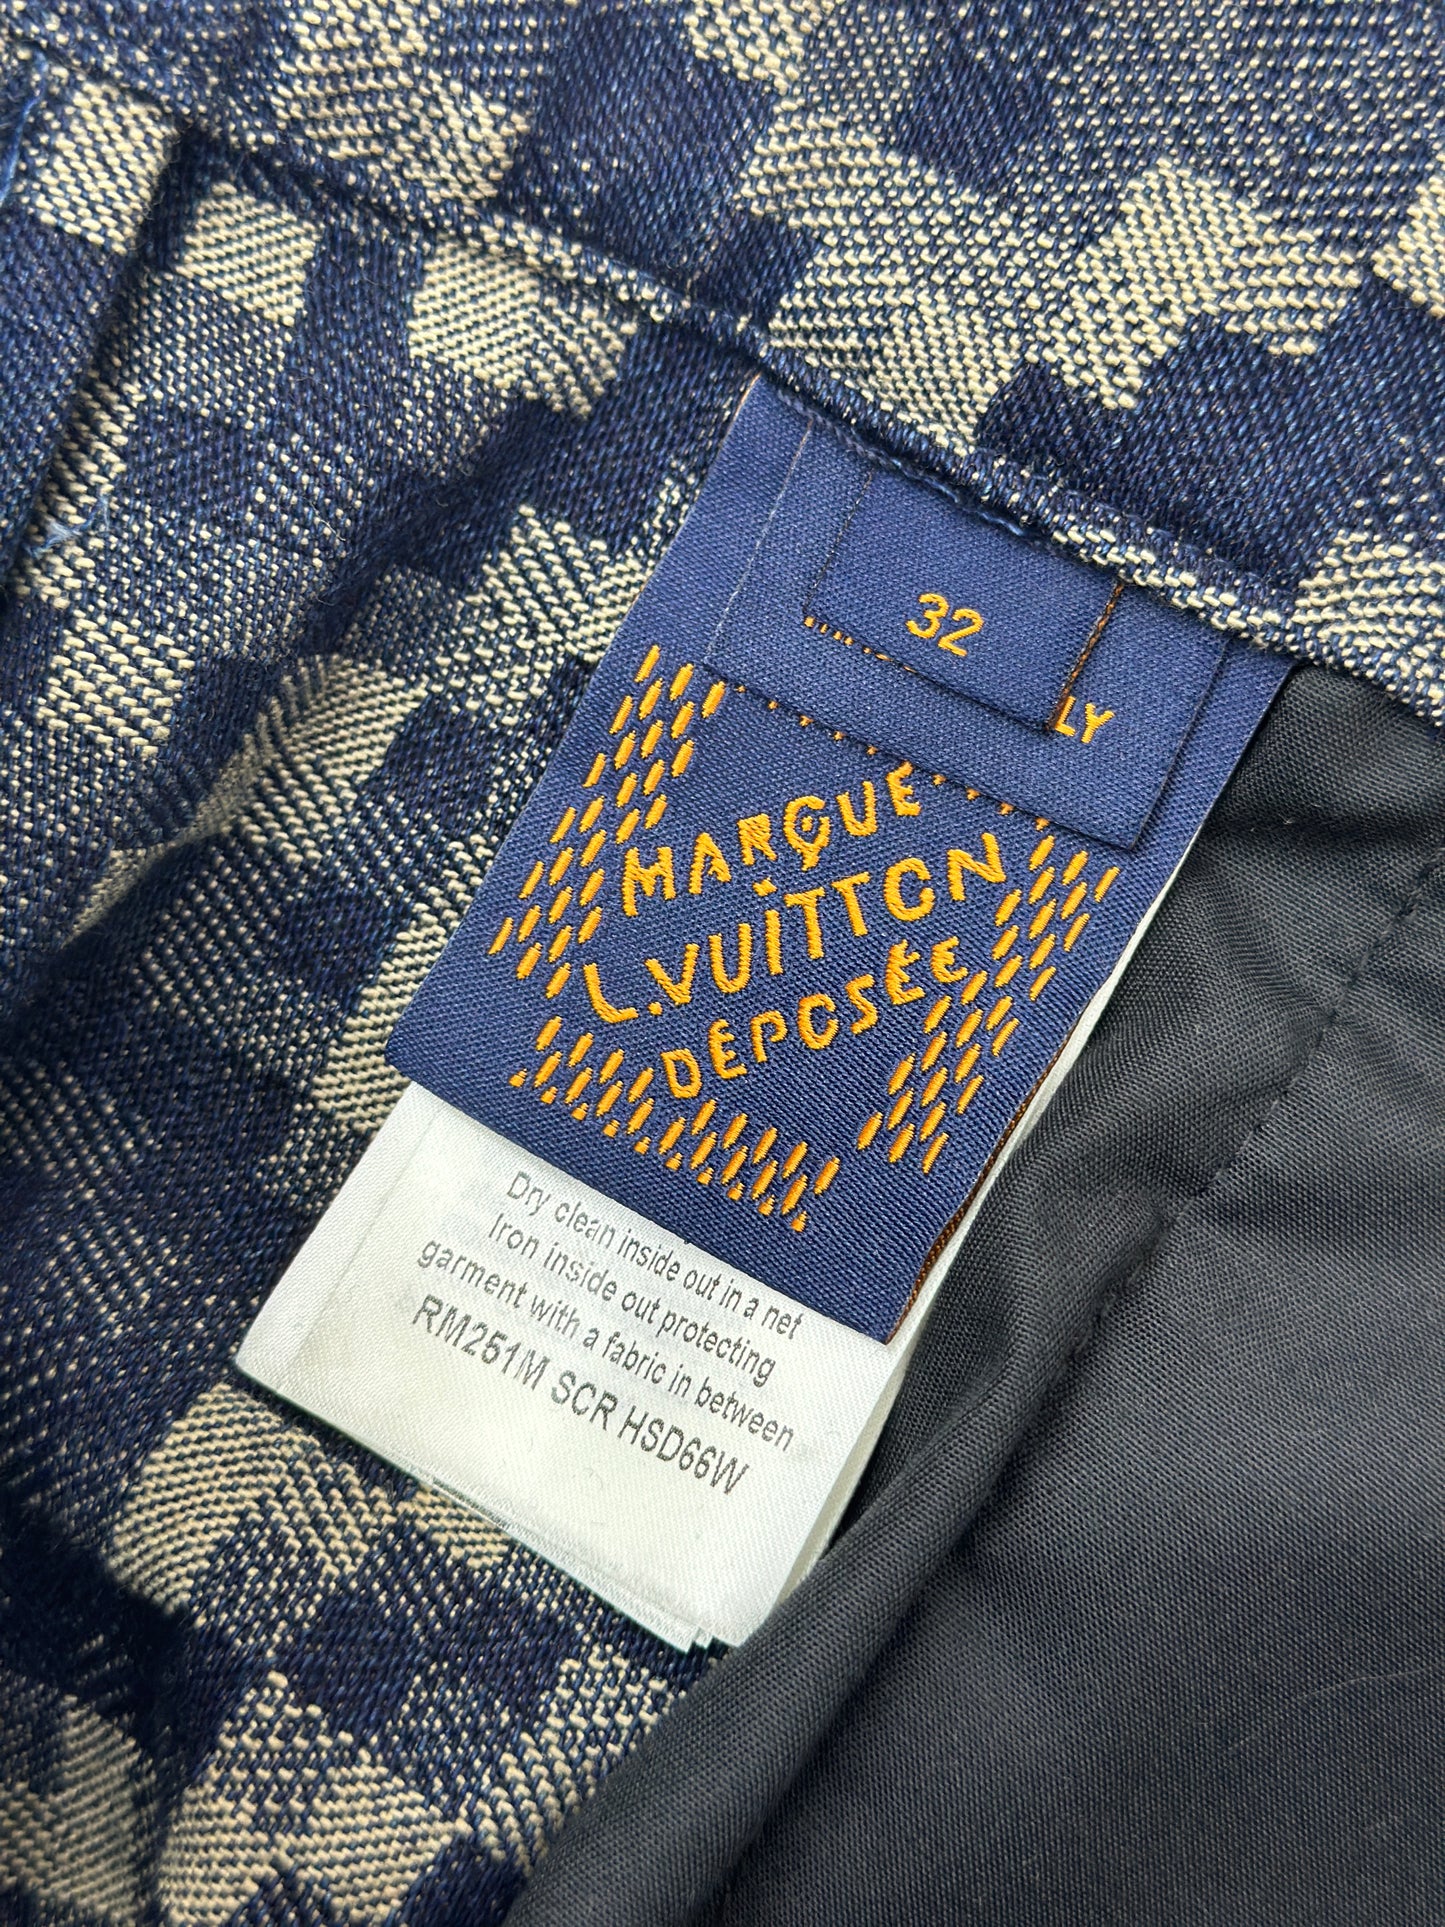 32
LY
MARQUE
L.VUITTON
DÉPOSÉE
Dry clean inside out in a net
Iron inside out protecting
garment with a fabric in between
RM251M SCR HSD66W